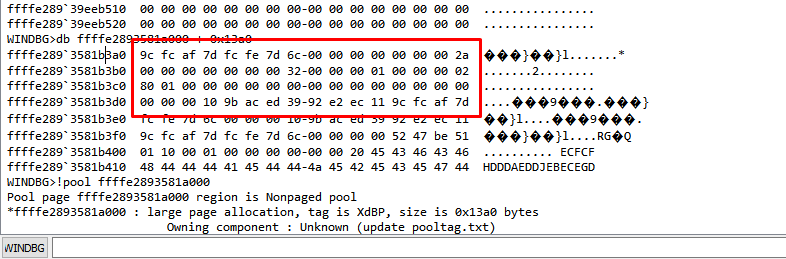 ffffe289`39eeb510  00 00 00 00 00 00 00 00-00 00 00 00 00 00 00 00  ................
ffffe289`39eeb520  00 00 00 00 00 00 00 00-00 00 00 00 00 00 00 00  ................
WINDBG>db ffffe2893581a000 + 0x13a0
ffffe289`3581b3a0  9c fc af 7d fc fe 7d 6c-00 00 00 00 00 00 00 2a  ���}��}l.......*
ffffe289`3581b3b0  00 00 00 00 00 00 00 32-00 00 00 01 00 00 00 02  .......2........
ffffe289`3581b3c0  80 01 00 00 00 00 00 00-00 00 00 00 00 00 00 00  ................
ffffe289`3581b3d0  00 00 00 10 9b ac ed 39-92 e2 ec 11 9c fc af 7d  ....���9���.���}
ffffe289`3581b3e0  fc fe 7d 6c 00 00 00 10-9b ac ed 39 92 e2 ec 11  ��}l....���9���.
ffffe289`3581b3f0  9c fc af 7d fc fe 7d 6c-00 00 00 00 52 47 be 51  ���}��}l....RG�Q
ffffe289`3581b400  01 10 00 01 00 00 00 00-00 20 45 43 46 43 46  .......... ECFCF
ffffe289`3581b410  48 44 44 44 41 45 44 44-4a 45 42 45 43 45 47 44  HDDDAEDDJEBECEGD
WINDBG>!pool ffffe2893581a000
Pool page ffffe2893581a000 region is Nonpaged pool
*ffffe2893581a000 : large page allocation, tag is XdBP, size is 0x13a0 bytes
Owning component : Unknown (update pooltag.txt)
WINDBG